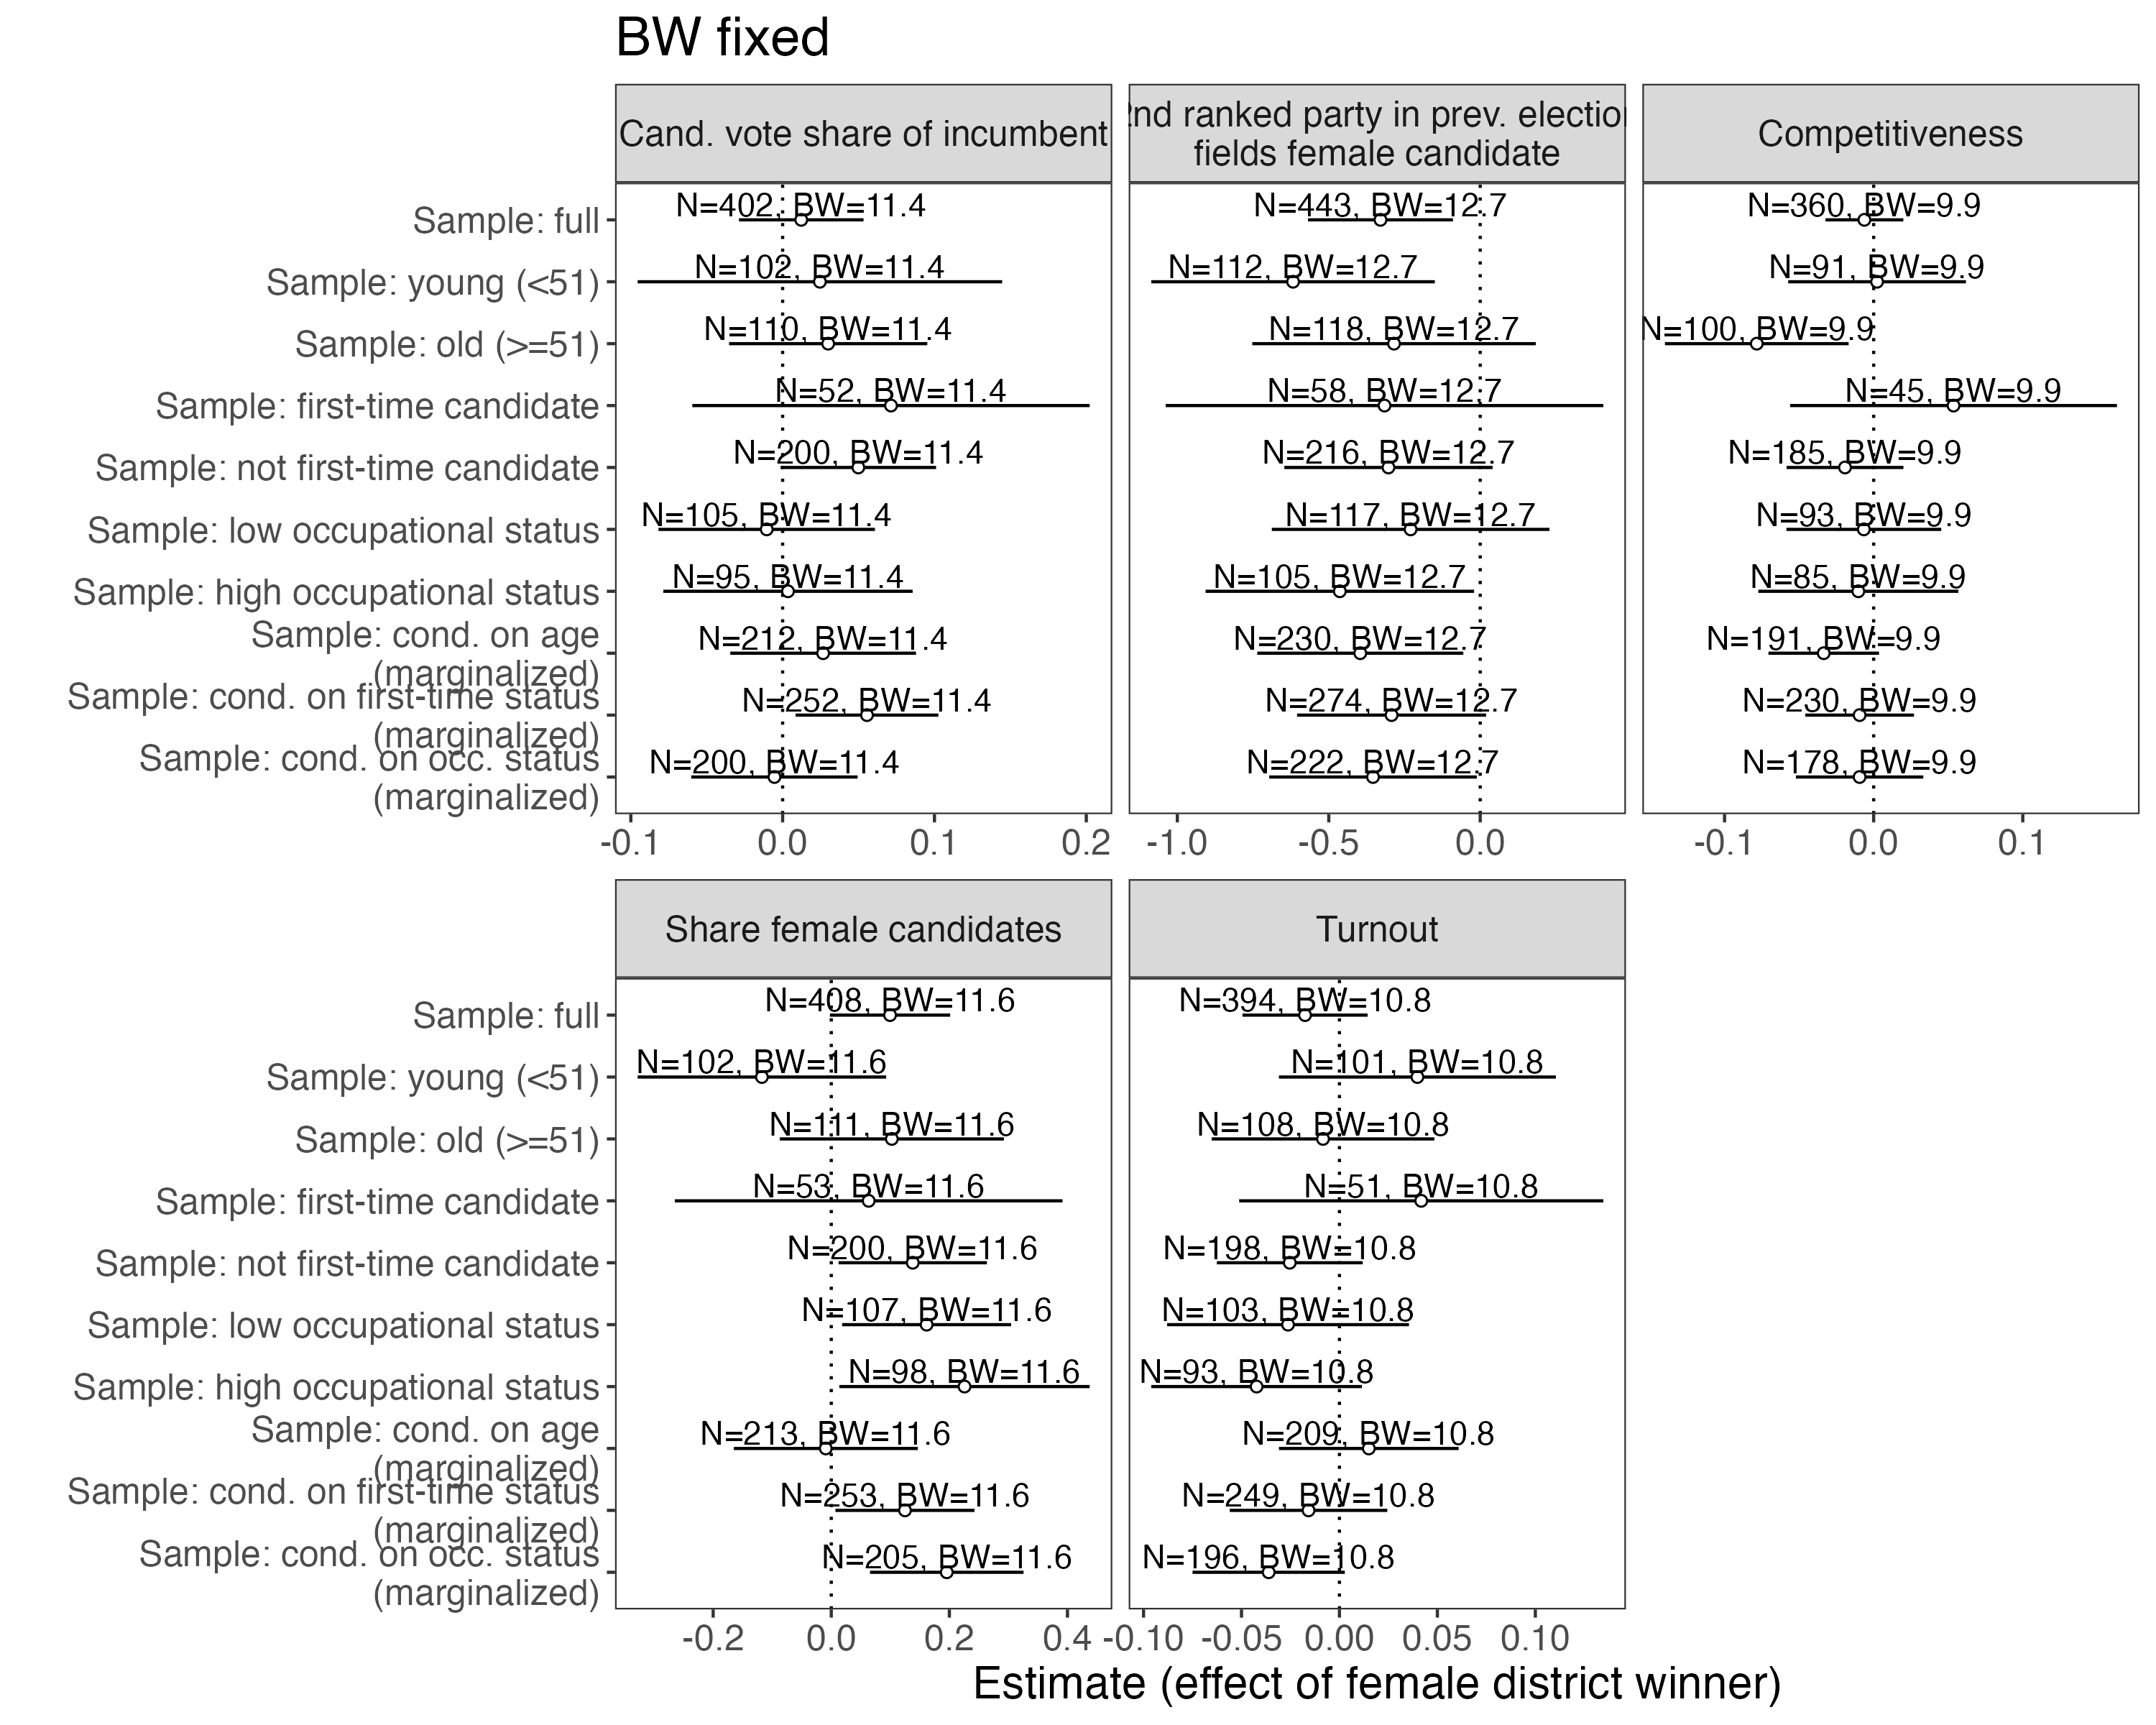 BW fixed
Cand. vote share of incumbent
2nd ranked party in prev. election
fields female candidate
Competitiveness
Sample: full
N=402, BW=11.4
N=443, BW=12.7
N=360, BW=9.9
Sample: young (<51)
N=102, BW=11.4
N=112, BW=12.7
N=91, BW=9.9
Sample: old (>=51)
N=110, BW=11.4
N=118, BW=12.7
N=100, BW=9.9
Sample: first-time candidate
N=52, BW=11.4
N=58, BW=12.7
N=45, BW=9.9
Sample: not first-time candidate
N=200, BW=11.4
N=216, BW=12.7
N=185, BW=9.9
Sample: low occupational status
N=105, BW=11.4
N=117, BW=12.7
N=93, BW=9.9
Sample: high occupational status
N=95, BW=11.4
N=105, BW=12.7
N=85, BW=9.9
Sample: cond. on age
(marginalized)
N=212, BW=11.4
N=230, BW=12.7
N=191, BW=9.9
Sample: cond. on first-time status
(marginalized)
N=252, BW=11.4
N=274, BW=12.7
N=230, BW=9.9
Sample: cond. on occ. status
(marginalized)
N=200, BW=11.4
N=222, BW=12.7
N=178, BW=9.9
-0.1 0.0 0.1 0.2
-1.0 -0.5 0.0
-0.1 0.0 0.1
Share female candidates
Turnout
Sample: full
N=408, BW=11.6
N=394, BW=10.8
Sample: young (<51)
N=102, BW=11.6
N=101, BW=10.8
Sample: old (>=51)
N=111, BW=11.6
N=108, BW=10.8
Sample: first-time candidate
N=53, BW=11.6
N=51, BW=10.8
Sample: not first-time candidate
N=200, BW=11.6
N=198, BW=10.8
Sample: low occupational status
N=107, BW=11.6
N=103, BW=10.8
Sample: high occupational status
N=98, BW=11.6
N=93, BW=10.8
Sample: cond. on age
(marginalized)
N=213, BW=11.6
N=209, BW=10.8
Sample: cond. on first-time status
(marginalized)
N=253, BW=11.6
N=249, BW=10.8
Sample: cond. on occ. status
(marginalized)
N=205, BW=11.6
N=196, BW=10.8
-0.2 0.0 0.2 0.4
-0.10 -0.05 0.00 0.05 0.10
Estimate (effect of female district winner)